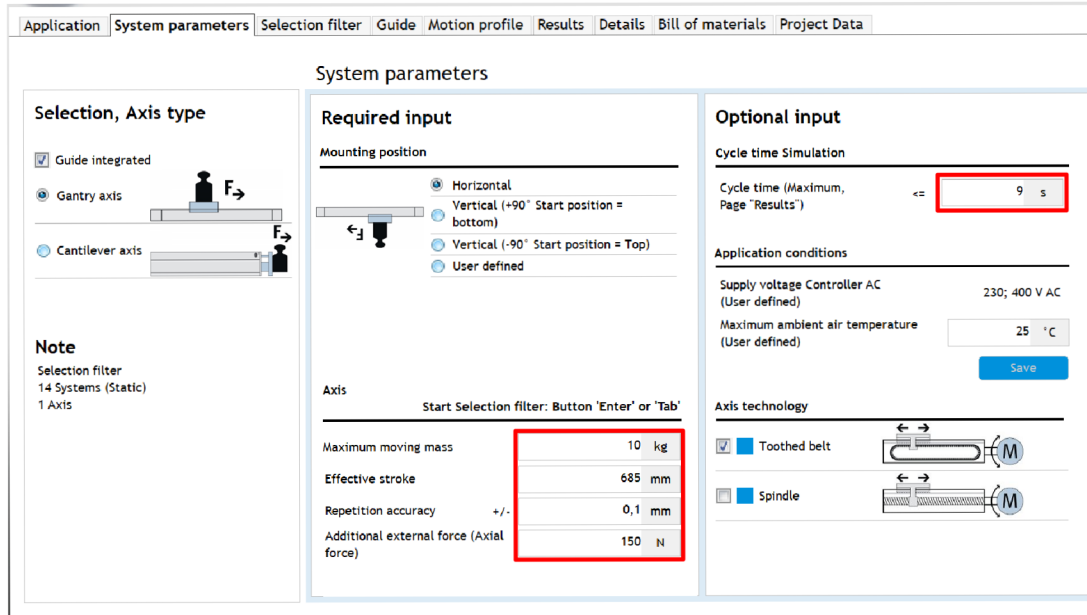 Application System parameters Selection filter Guide Motion profile Results Details Bill of materials Project Data
System parameters
Selection, Axis type
Guide integrated
Gantry axis
F→
Cantilever axis
F→
Note
Selection filter
14 Systems (Static)
1 Axis
Required input
Mounting position
F
Horizontal
Vertical (+90° Start position =
bottom)
Vertical (-90° Start position = Top)
User defined
Axis
Start Selection filter: Button 'Enter' or 'Tab'
Maximum moving mass 10 kg
Effective stroke 685 mm
Repetition accuracy +/- 0,1 mm
Additional external force (Axial
force) 150 N
Optional input
Cycle time Simulation
Cycle time (Maximum,
Page "Results") <= 9 s
Application conditions
Supply voltage Controller AC
(User defined) 230; 400 V AC
Maximum ambient air temperature
(User defined) 25 °C
Save
Axis technology
Toothed belt M
Spindle M